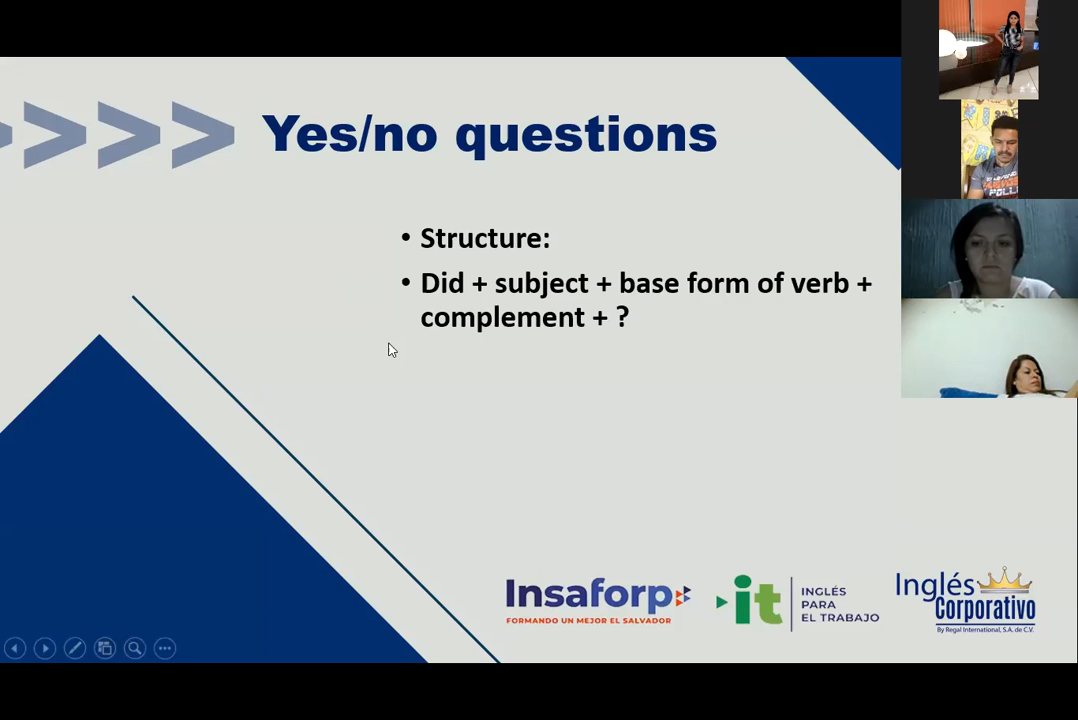 Yes/no questions
• Structure:
• Did + subject + base form of verb +
complement + ?
Insaforp
FORMANDO UN MEJOR EL SALVADOR
it
INGLÉS
PARA
EL TRABAJO
Inglés
Corporativo
By Regal International, S.A. de C.V.